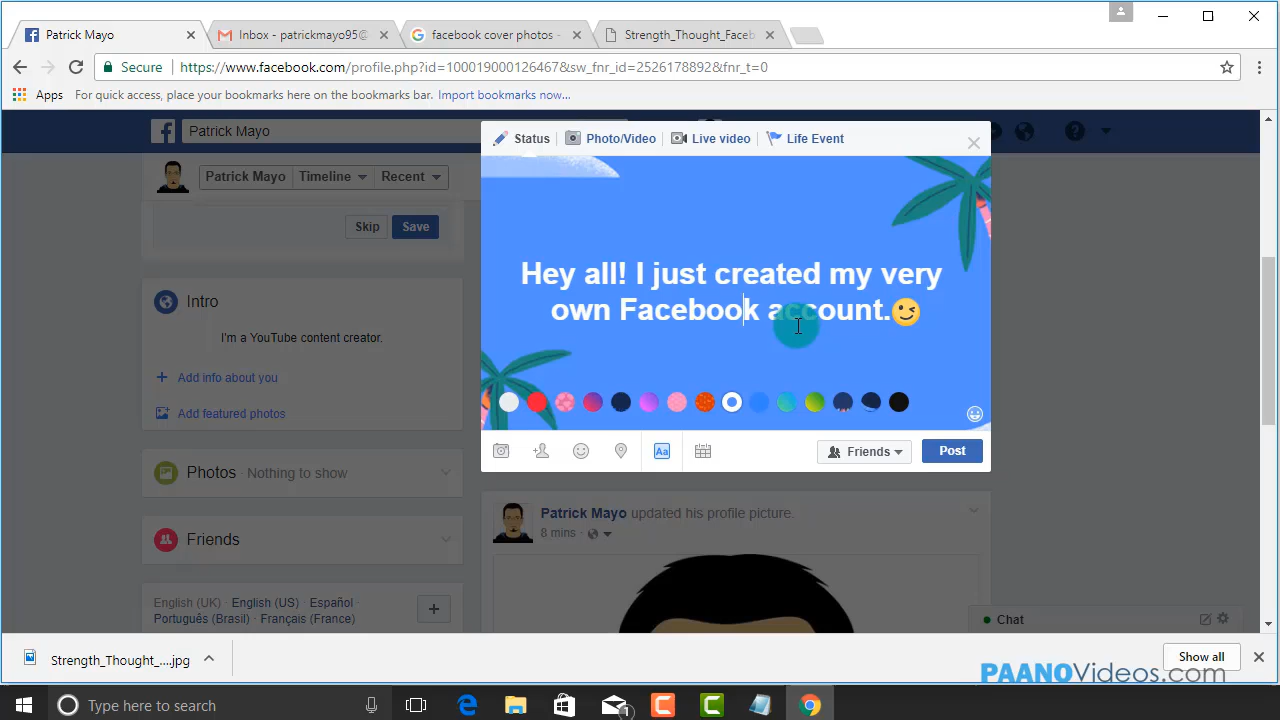 Patrick Mayo
Inbox - patrickmayo95@
facebook cover photos -
Strength_Thought_Faceb
Secure
https://www.facebook.com/profile.php?id=100019000126467&sw_fnr_id=2526178892&fnr_t=0
Apps
For quick access, place your bookmarks here on the bookmarks bar. Import bookmarks now...
Patrick Mayo
Status
Photo/Video
Live video
Life Event
Patrick Mayo
Timeline
Recent
Skip
Save
Hey all! I just created my very
own Facebook account.😉
Intro
I'm a YouTube content creator.
Add info about you
Add featured photos
Photos · Nothing to show
Aa
Friends
Post
Friends
Patrick Mayo updated his profile picture.
8 mins ·
English (UK) · English (US) · Español ·
Português (Brasil) · Français (France)
Chat
Strength_Thought_....jpg
Show all
PAANOVideos.com
Type here to search
1